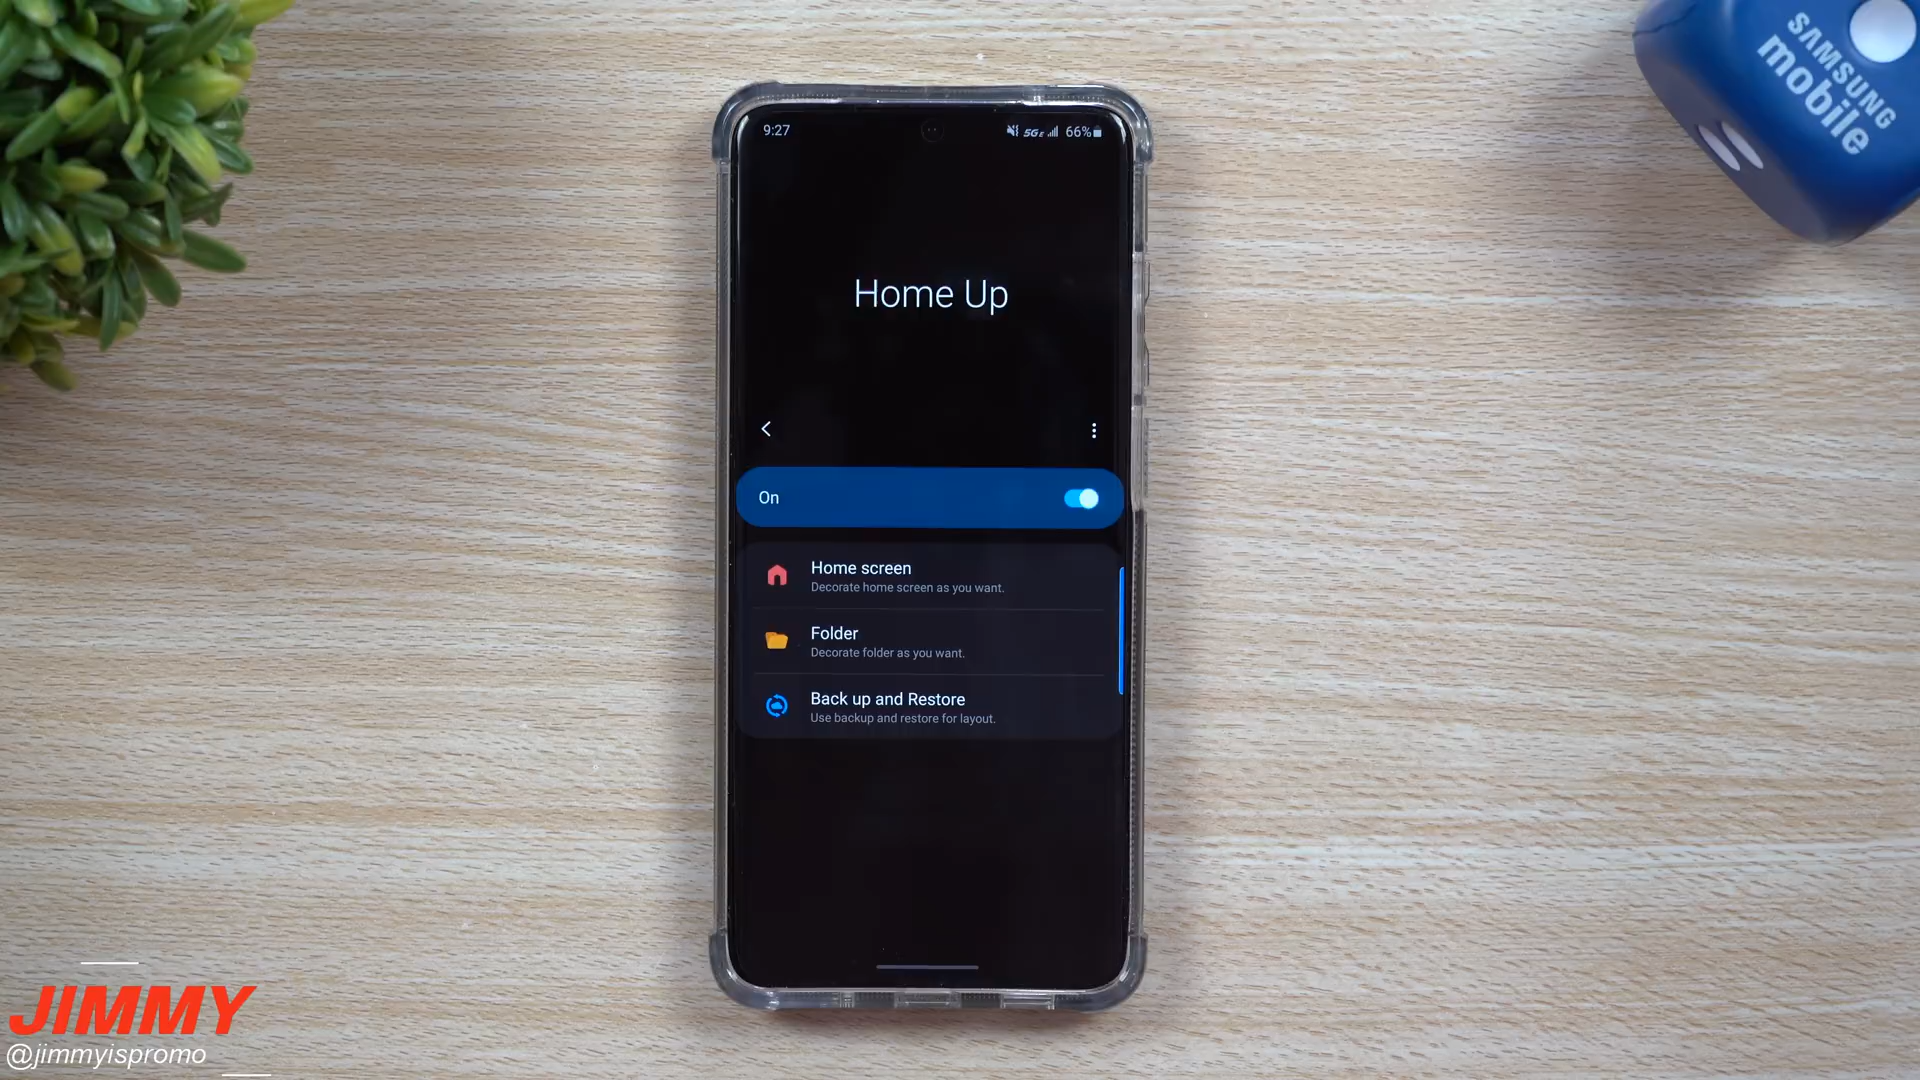 SAMSUNG
mobile
9:27
5GE 66%
Home Up
On
Home screen
Decorate home screen as you want.
Folder
Decorate folder as you want.
Back up and Restore
Use backup and restore for layout.
JIMMY
@jimmyispromo